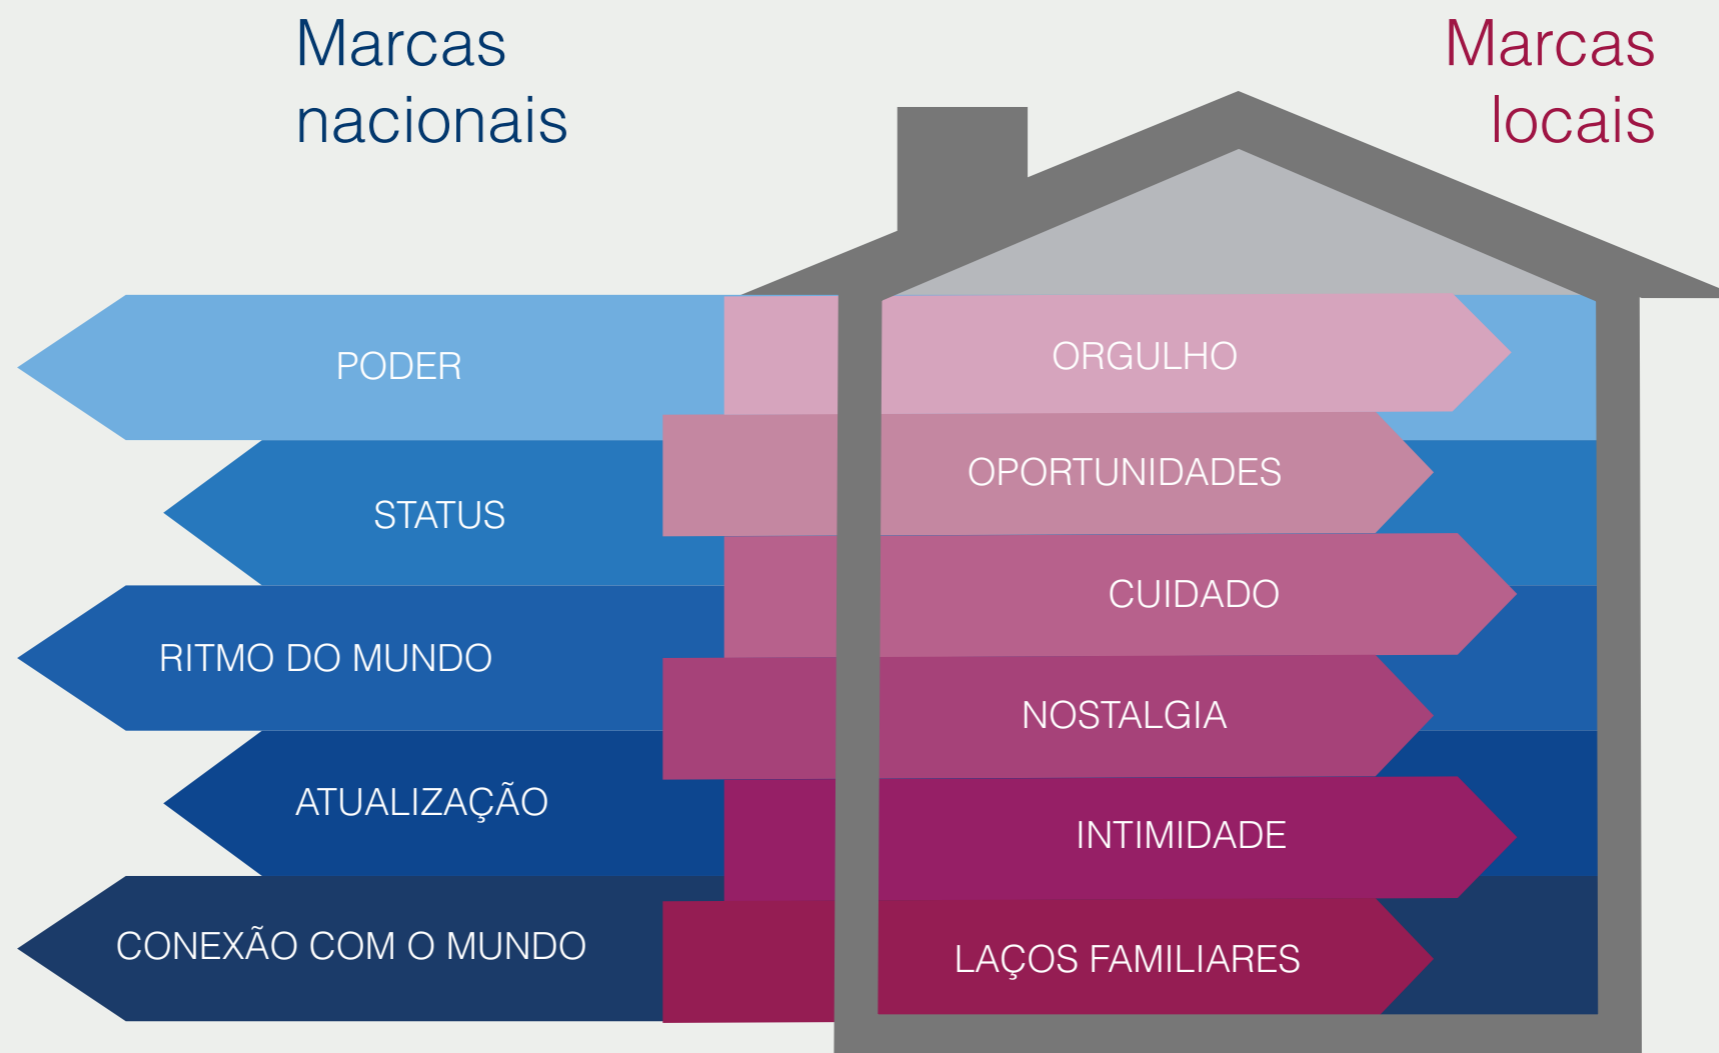 Marcas
nacionais
Marcas
locais
PODER
STATUS
RITMO DO MUNDO
ATUALIZAÇÃO
CONEXÃO COM O MUNDO
ORGULHO
OPORTUNIDADES
CUIDADO
NOSTALGIA
INTIMIDADE
LAÇOS FAMILIARES